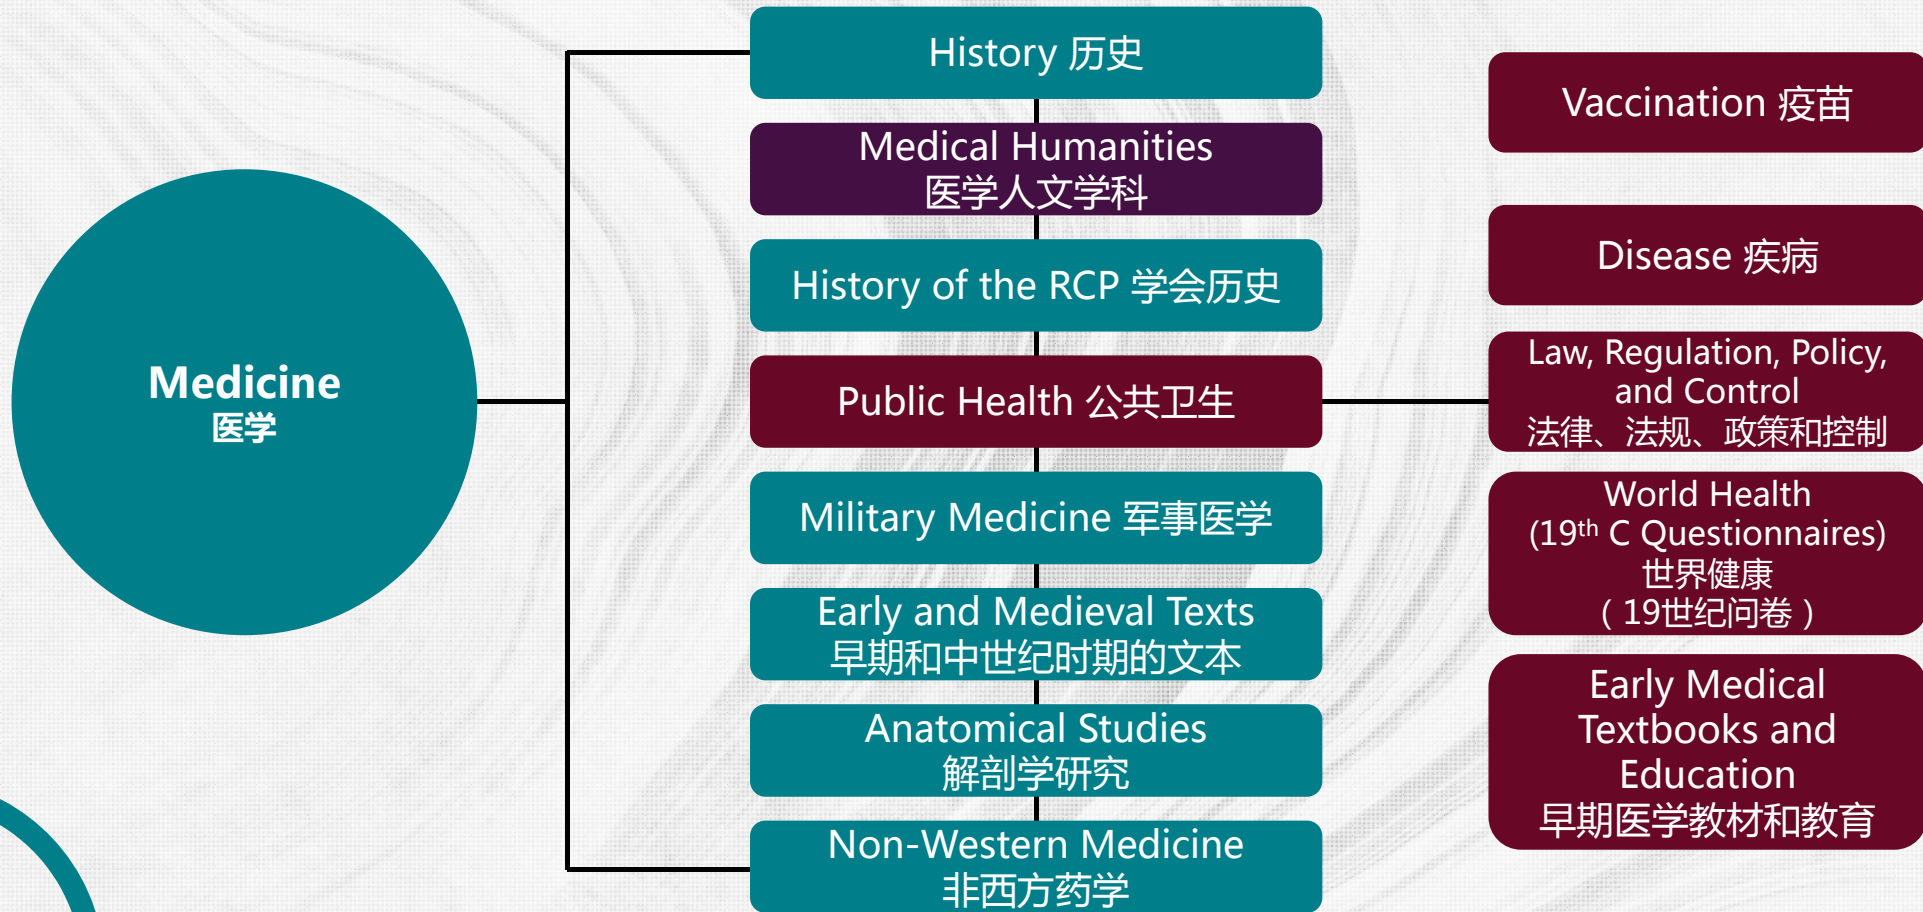 Medicine
医学
History 历史
Medical Humanities
医学人文学科
History of the RCP 学会历史
Public Health 公共卫生
Military Medicine 军事医学
Early and Medieval Texts
早期和中世纪时期的文本
Anatomical Studies
解剖学研究
Non-Western Medicine
非西方药学
Vaccination 疫苗
Disease 疾病
Law, Regulation, Policy,
and Control
法律、法规、政策和控制
World Health
(19th C Questionnaires)
世界健康
（19世纪问卷）
Early Medical
Textbooks and
Education
早期医学教材和教育